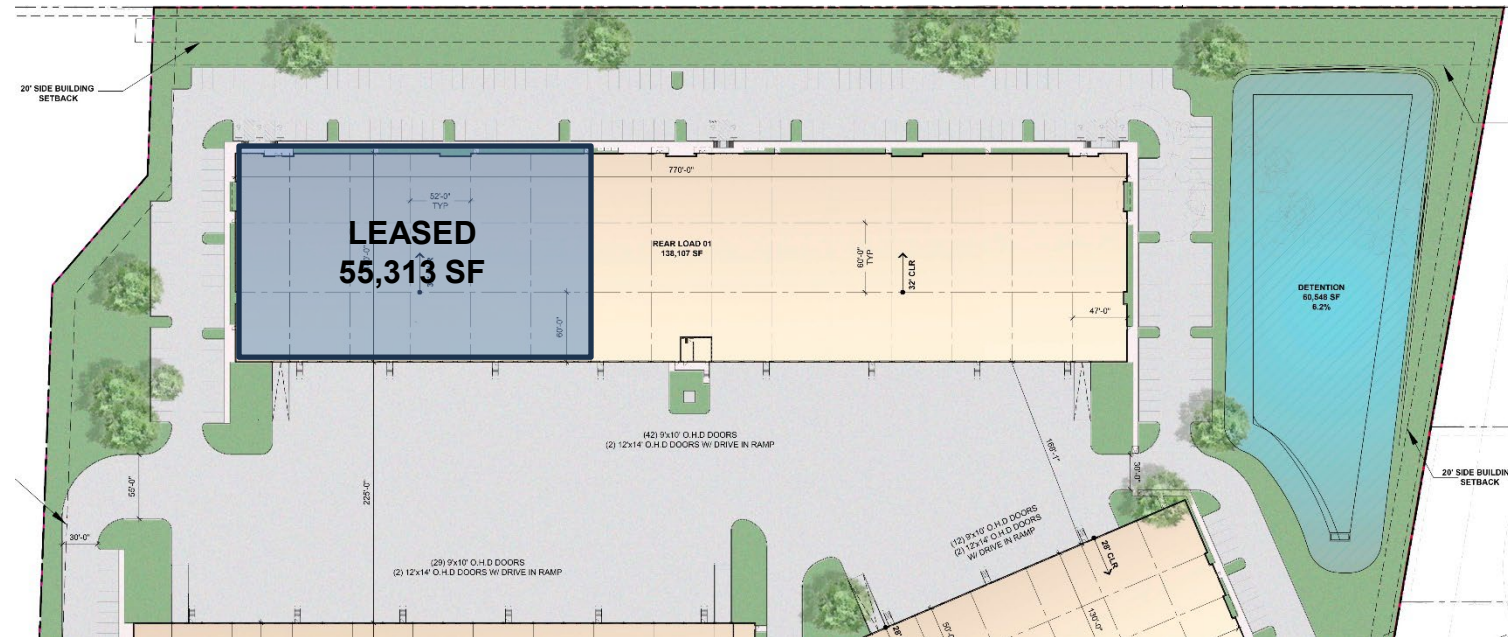 20' SIDE BUILDING
SETBACK
770'-0"
52'-0"
TYP
LEASED
55,313 SF
REAR LOAD 01
138,107 SF
60'-0"
TYP
32' CLR
47'-0"
60'-0"
DETENTION
60,548 SF
6.2%
(42) 9'x10' O.H.D DOORS
(2) 12'x14' O.H.D DOORS W/ DRIVE IN RAMP
168'-1"
30'-0"
55'-0"
225'-0"
20' SIDE BUILDIN
SETBACK
30'-0"
(29) 9'x10' O.H.D DOORS
(2) 12'x14' O.H.D DOORS W/ DRIVE IN RAMP
(12) 9'x10' O.H.D DOORS
(2) 12'x14' O.H.D DOORS
W/ DRIVE IN RAMP
28' CLR
130'-0"